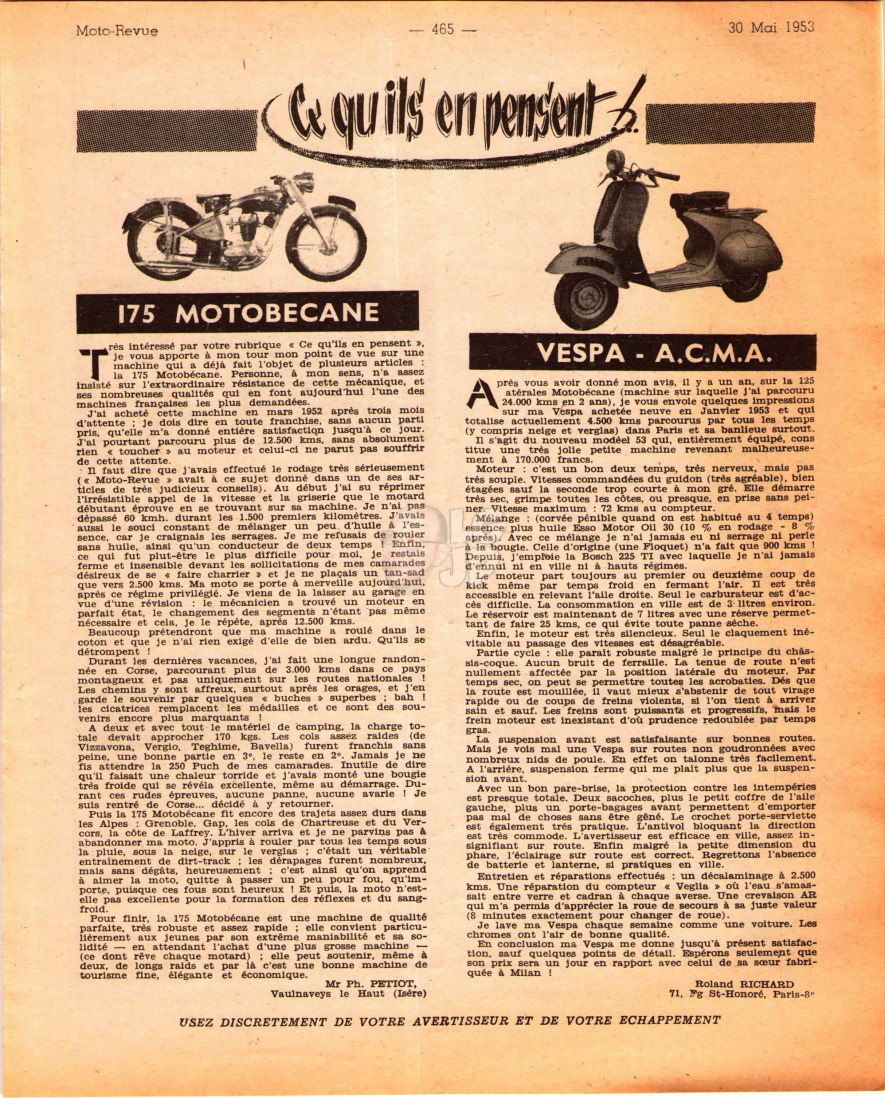 Moto-Revue
— 465 —
30 Mai 1953
Ce qu'ils en pensent !..
175 MOTOBECANE
Très intéressé par votre rubrique « Ce qu'ils en pensent »,
je vous apporte à mon tour mon point de vue sur une
machine qui a déjà fait l'objet de plusieurs articles :
la 175 Motobécane. Personne, à mon sens, n'a assez
insisté sur l'extraordinaire résistance de cette mécanique, et
ses nombreuses qualités qui en font aujourd'hui l'une des
machines françaises les plus demandées.
J'ai acheté cette machine en mars 1952 après trois mois
d'attente ; je dois dire en toute franchise, sans aucun parti
pris, qu'elle m'a donné entière satisfaction jusqu'à ce jour.
J'ai pourtant parcouru plus de 12.500 kms, sans absolument
rien « toucher » au moteur et celui-ci ne parut pas souffrir
de cette attente.
Il faut dire que j'avais effectué le rodage très sérieusement
(« Moto-Revue » avait à ce sujet donné dans un de ses ar-
ticles de très judicieux conseils). Au début j'ai su réprimer
l'irrésistible appel de la vitesse et la griserie que le motard
débutant éprouve en se trouvant sur sa machine. Je n'ai pas
dépassé 60 kmh. durant les 1.500 premiers kilomètres. J'avais
aussi le souci constant de mélanger un peu d'huile à l'es-
sence, car je craignais les serrages. Je me refusais de rouler
sans huile, ainsi qu'un conducteur de deux temps ! Enfin,
ce qui fut plut-être le plus difficile pour moi, je restais
ferme et insensible devant les sollicitations de mes camarades
désireux de se « faire charrier » et je ne plaçais un tan-sad
que vers 2.500 kms. Ma moto se porte à merveille aujourd'hui,
après ce régime privilégié. Je viens de la laisser au garage en
vue d'une révision : le mécanicien a trouvé un moteur en
parfait état, le changement des segments n'étant pas même
nécessaire et cela, je le répète, après 12.500 kms.
Beaucoup prétendront que ma machine a roulé dans le
coton et que je n'ai rien exigé d'elle de bien ardu. Qu'ils se
détrompent !
Durant les dernières vacances, j'ai fait une longue randon-
née en Corse, parcourant plus de 3.000 kms dans ce pays
montagneux et pas uniquement sur les routes nationales !
Les chemins y sont affreux, surtout après les orages, et j'en
garde le souvenir par quelques « buches » superbes ; bah !
les cicatrices remplacent les médailles et ce sont des sou-
venirs encore plus marquants !
A deux et avec tout le matériel de camping, la charge to-
tale devait approcher 170 kgs. Les cols assez raides (de
Vizzavona, Vergio, Teghime, Bavella) furent franchis sans
peine, une bonne partie en 3e, le reste en 2e. Jamais je ne
fis attendre la 250 Puch de mes camarades. Inutile de dire
qu'il faisait une chaleur torride et j'avais monté une bougie
très froide qui se révéla excellente, même au démarrage. Du-
rant ces rudes épreuves, aucune panne, aucune avarie ! Je
suis rentré de Corse... décidé à y retourner.
Puis la 175 Motobécane fit encore des trajets assez durs dans
les Alpes : Grenoble, Gap, les cols de Chartreuse et du Ver-
cors, la côte de Laffrey. L'hiver arriva et je ne parvins pas à
abandonner ma moto. J'appris à rouler par tous les temps sous
la pluie, sous la neige, sur le verglas ; c'était un véritable
entrainement de dirt-track ; les dérapages furent nombreux,
mais sans dégâts, heureusement ; c'est ainsi qu'on apprend
à aimer la moto, quitte à passer un peu pour fou, qu'im-
porte, puisque ces fous sont heureux ! Et puis, la moto n'est-
elle pas excellente pour la formation des réflexes et du sang-
froid.
Pour finir, la 175 Motobécane est une machine de qualité
parfaite, très robuste et assez rapide ; elle convient particu-
lièrement aux jeunes par son extrême maniabilité et sa so-
lidité — en attendant l'achat d'une plus grosse machine —
(ce dont rêve chaque motard) ; elle peut soutenir, même à
deux, de longs raids et par là c'est une bonne machine de
tourisme fine, élégante et économique.
Mr Ph. PETIOT,
Vaulnaveys le Haut (Isère)
VESPA - A.C.M.A.
Après vous avoir donné mon avis, il y a un an, sur la 125
atérales Motobécane (machine sur laquelle j'ai parcouru
24.000 kms en 2 ans), je vous envoie quelques impressions
sur ma Vespa achetée neuve en Janvier 1953 et qui
totalise actuellement 4.500 kms parcourus par tous les temps
(y compris neige et verglas) dans Paris et sa banlieue surtout.
Il s'agit du nouveau modèel 53 qui, entièrement équipé, cons
titue une très jolie petite machine revenant malheureuse-
ment à 170.000 francs.
Moteur : c'est un bon deux temps, très nerveux, mais pas
très souple. Vitesses commandées du guidon (très agréable), bien
étagées sauf la seconde trop courte à mon gré. Elle démarre
très sec, grimpe toutes les côtes, ou presque, en prise sans pei-
ner. Vitesse maximum : 72 kms au compteur.
Mélange : (corvée pénible quand on est habitué au 4 temps)
essence plus huile Esso Motor Oil 30 (10 % en rodage - 8 %
après). Avec ce mélange je n'ai jamais eu ni serrage ni perle
à la bougie. Celle d'origine (une Floquet) n'a fait que 900 kms !
Depuis, j'emploie la Bosch 225 TI avec laquelle je n'ai jamais
d'ennui ni en ville ni à hauts régimes.
Le moteur part toujours au premier ou deuxième coup de
kick même par temps froid en fermant l'air. Il est très
accessible en relevant l'aile droite. Seul le carburateur est d'ac-
cès difficile. La consommation en ville est de 3 litres environ.
Le réservoir est maintenant de 7 litres avec une réserve permet-
tant de faire 25 kms, ce qui évite toute panne sèche.
Enfin, le moteur est très silencieux. Seul le claquement iné-
vitable au passage des vitesses est désagréable.
Partie cycle : elle parait robuste malgré le principe du châs-
sis-coque. Aucun bruit de ferraille. La tenue de route n'est
nullement affectée par la position latérale du moteur. Par
temps sec, on peut se permettre toutes les acrobaties. Dès que
la route est mouillée, il vaut mieux s'abstenir de tout virage
rapide ou de coups de freins violents, si l'on tient à arriver
sain et sauf. Les freins sont puissants et progressifs, mais le
frein moteur est inexistant d'où prudence redoublée par temps
gras.
La suspension avant est satisfaisante sur bonnes routes.
Mais je vois mal une Vespa sur routes non goudronnées avec
nombreux nids de poule. En effet on talonne très facilement.
A l'arrière, suspension ferme qui me plaît plus que la suspen-
sion avant.
Avec un bon pare-brise, la protection contre les intempéries
est presque totale. Deux sacoches, plus le petit coffre de l'aile
gauche, plus un porte-bagages avant permettent d'emporter
pas mal de choses sans être gêné. Le crochet porte-serviette
est également très pratique. L'antivol bloquant la direction
est très commode. L'avertisseur est efficace en ville, assez in-
signifiant sur route. Enfin malgré la petite dimension du
phare, l'éclairage sur route est correct. Regrettons l'absence
de batterie et lanterne, si pratiques en ville.
Entretien et réparations effectués : un décalaminage à 2.500
kms. Une réparation du compteur « Veglia » où l'eau s'amas-
sait entre verre et cadran à chaque averse. Une crevaison AR
qui m'a permis d'apprécier la roue de secours à sa juste valeur
(8 minutes exactement pour changer de roue).
Je lave ma Vespa chaque semaine comme une voiture. Les
chromes ont l'air de bonne qualité.
En conclusion ma Vespa me donne jusqu'à présent satisfac-
tion, sauf quelques points de détail. Espérons seulement que
son prix sera un jour en rapport avec celui de sa sœur fabri-
quée à Milan !
Roland RICHARD
71, Fg St-Honoré, Paris-8e
USEZ DISCRETEMENT DE VOTRE AVERTISSEUR ET DE VOTRE ECHAPPEMENT